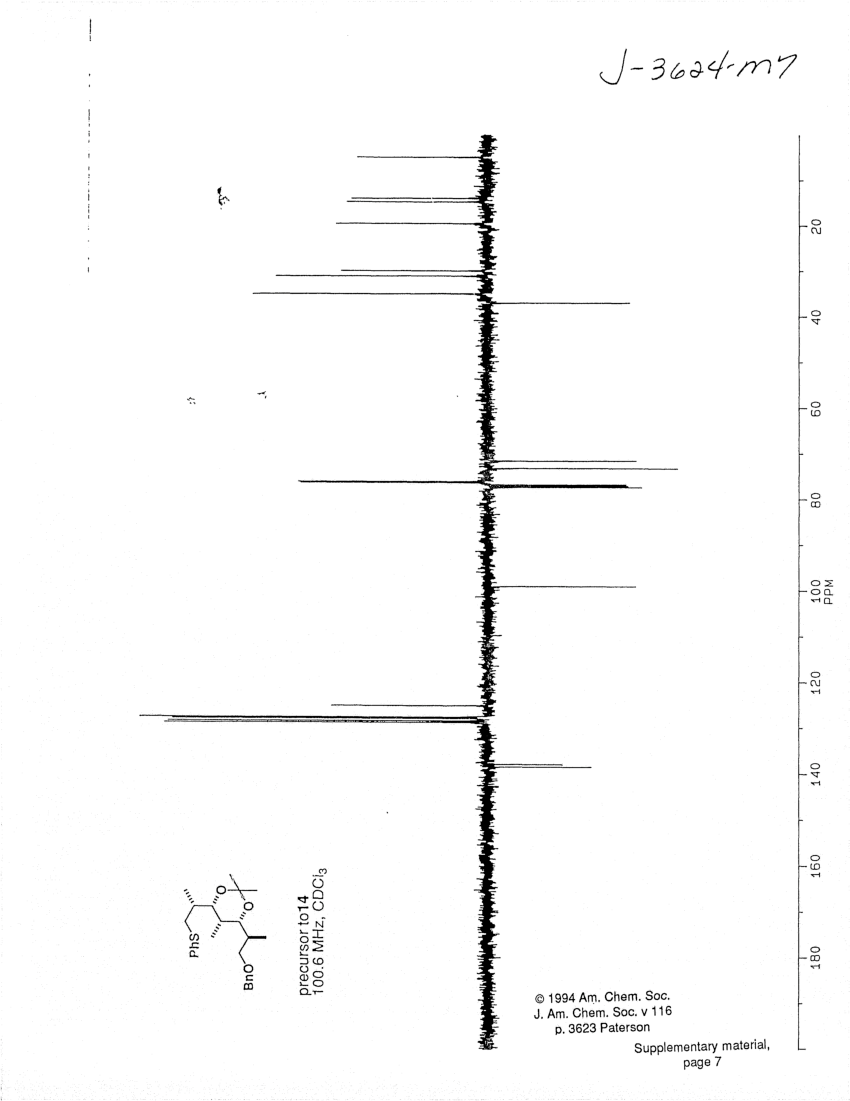 J-3624-m7
20
40
60
80
100
PPM
120
140
160
180
PhS
O
O
BnO
precursor to 14
100.6 MHz, CDCl₃
© 1994 Am. Chem. Soc.
J. Am. Chem. Soc. v 116
p. 3623 Paterson
Supplementary material,
page 7